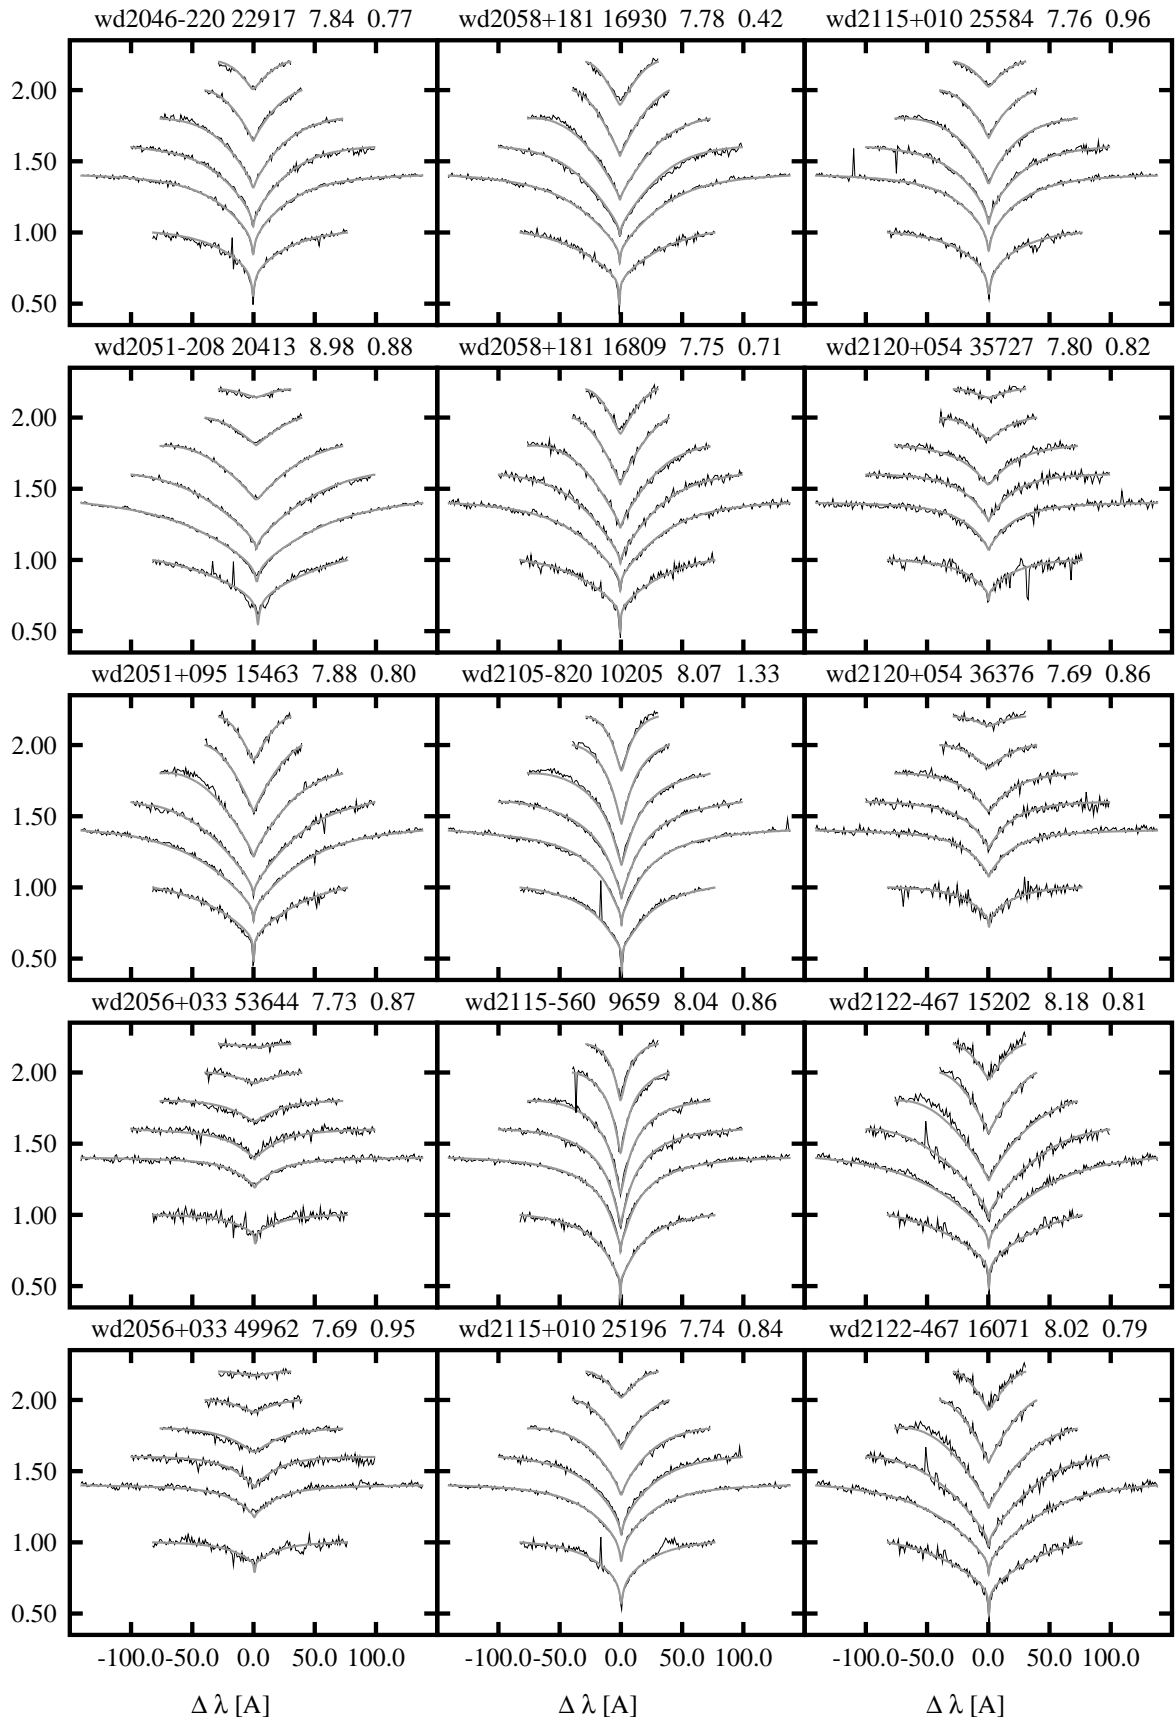 wd2046-220 22917 7.84 0.77
wd2058+181 16930 7.78 0.42
wd2115+010 25584 7.76 0.96
2.00
1.50
1.00
0.50
wd2051-208 20413 8.98 0.88
wd2058+181 16809 7.75 0.71
wd2120+054 35727 7.80 0.82
2.00
1.50
1.00
0.50
wd2051+095 15463 7.88 0.80
wd2105-820 10205 8.07 1.33
wd2120+054 36376 7.69 0.86
2.00
1.50
1.00
0.50
wd2056+033 53644 7.73 0.87
wd2115-560 9659 8.04 0.86
wd2122-467 15202 8.18 0.81
2.00
1.50
1.00
0.50
wd2056+033 49962 7.69 0.95
wd2115+010 25196 7.74 0.84
wd2122-467 16071 8.02 0.79
2.00
1.50
1.00
0.50
-100.0 -50.0 0.0 50.0 100.0
-100.0 -50.0 0.0 50.0 100.0
-100.0 -50.0 0.0 50.0 100.0
Δ λ [A]
Δ λ [A]
Δ λ [A]